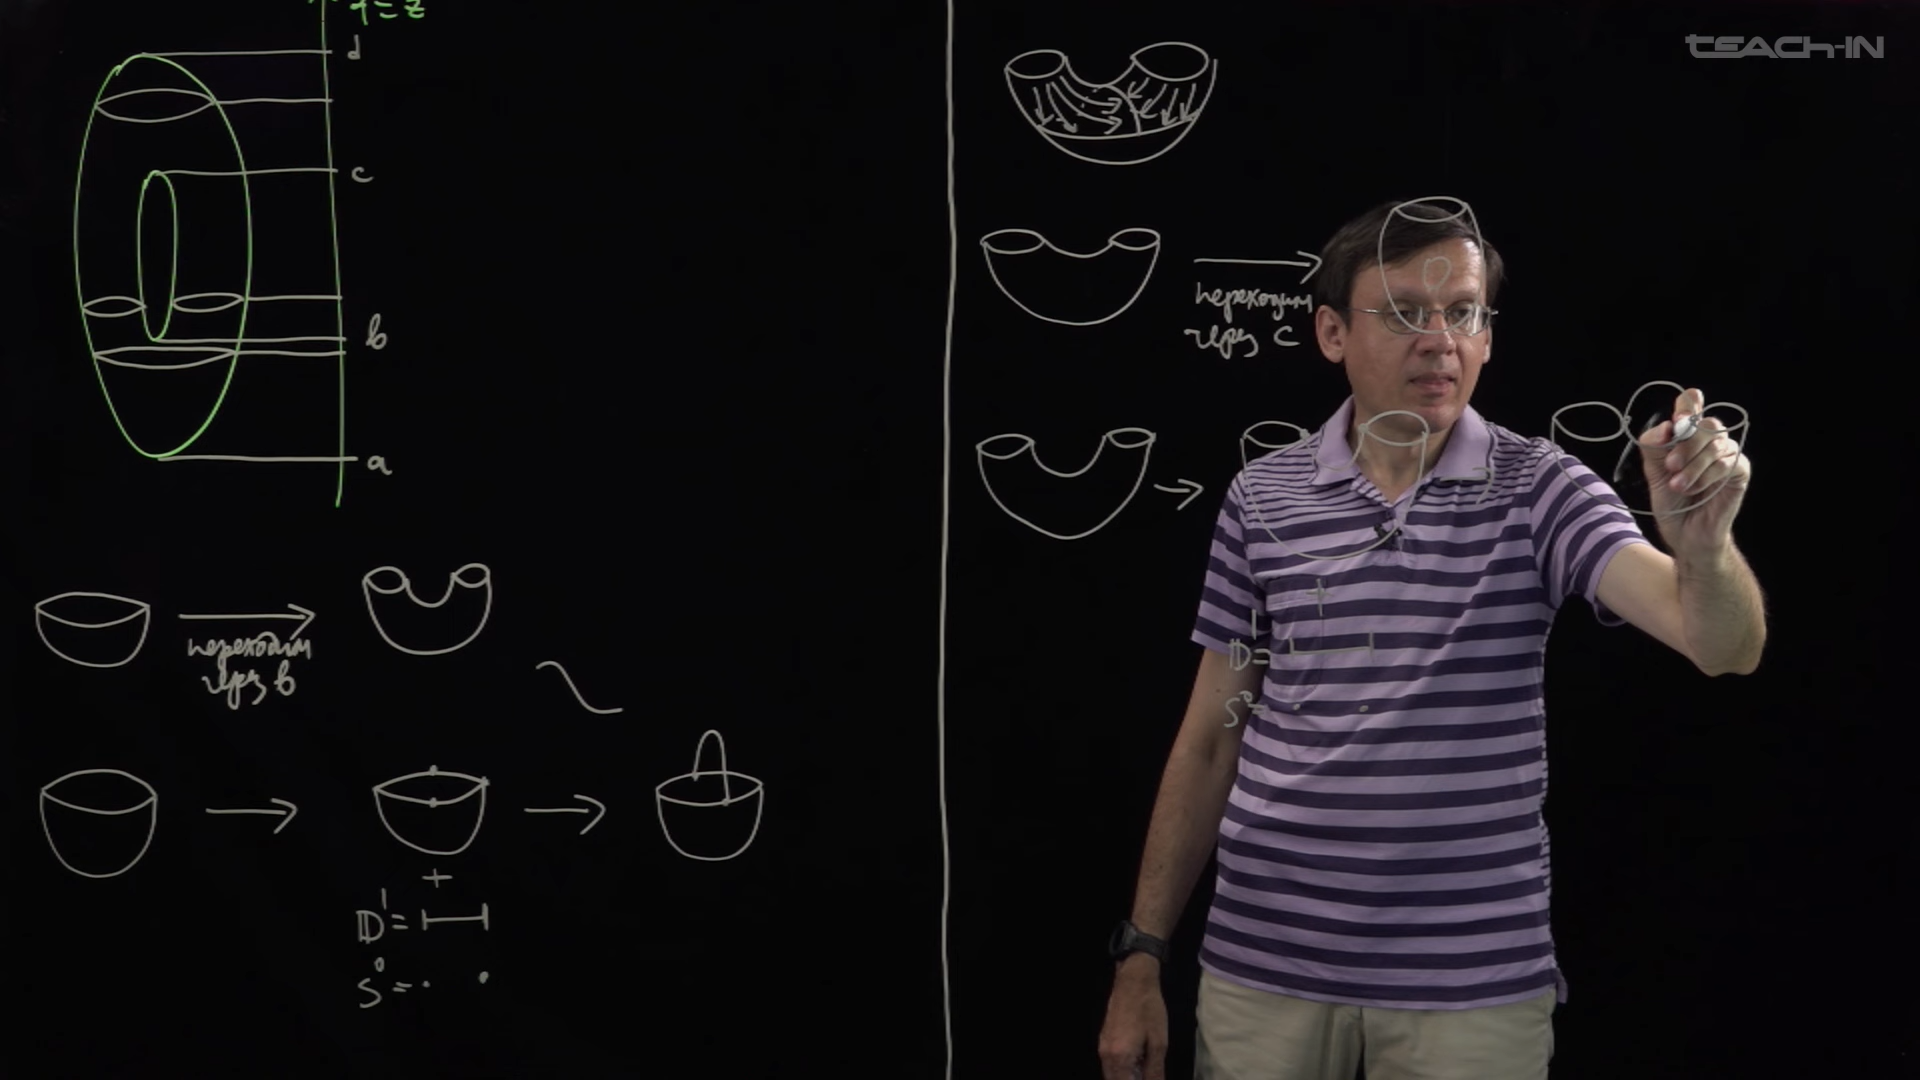 f = z
d
c
b
a
переходим
через b
+
D¹ =
S⁰ =
TEACH-IN
переходим
через c
+
D¹ =
S⁰ =